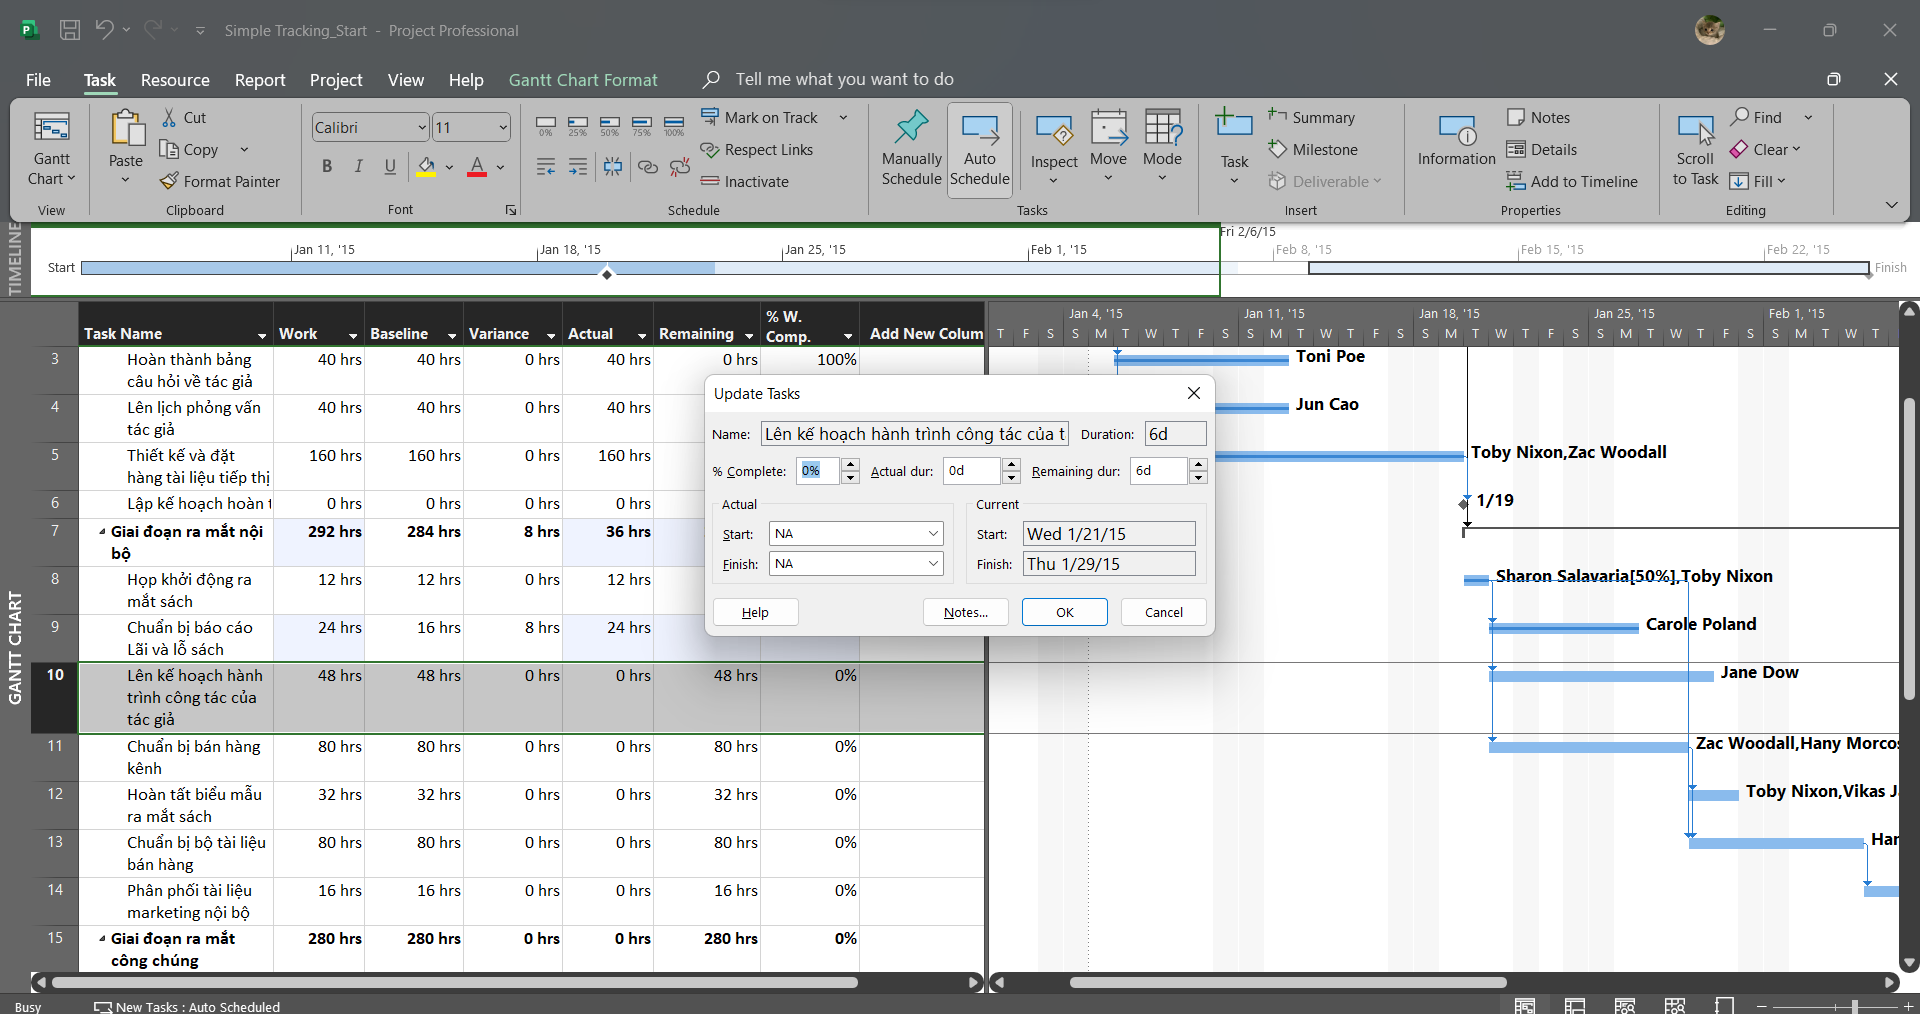 Simple Tracking_Start - Project Professional
File Task Resource Report Project View Help Gantt Chart Format Tell me what you want to do
Gantt
Chart
View
Paste
Cut
Copy
Format Painter
Clipboard
Calibri 11
B I U A
Font
0% 25% 50% 75% 100%
Mark on Track
Respect Links
Inactivate
Schedule
Manually
Schedule
Auto
Schedule
Inspect
Move
Mode
Tasks
Task
Summary
Milestone
Deliverable
Insert
Information
Notes
Details
Add to Timeline
Properties
Scroll
to Task
Find
Clear
Fill
Editing
TIMELINE
Fri 2/6/15
Jan 11, '15 Jan 18, '15 Jan 25, '15 Feb 1, '15 Feb 8, '15 Feb 15, '15 Feb 22, '15
Start Finish
GANTT CHART
Task Name Work Baseline Variance Actual Remaining % W. Comp. Add New Colum
3 Hoàn thành bảng câu hỏi về tác giả 40 hrs 40 hrs 0 hrs 40 hrs 0 hrs 100%
4 Lên lịch phỏng vấn tác giả 40 hrs 40 hrs 0 hrs 40 hrs
5 Thiết kế và đặt hàng tài liệu tiếp thị 160 hrs 160 hrs 0 hrs 160 hrs
6 Lập kế hoạch hoàn t 0 hrs 0 hrs 0 hrs 0 hrs
7 Giai đoạn ra mắt nội bộ 292 hrs 284 hrs 8 hrs 36 hrs
8 Họp khởi động ra mắt sách 12 hrs 12 hrs 0 hrs 12 hrs
9 Chuẩn bị báo cáo Lãi và lỗ sách 24 hrs 16 hrs 8 hrs 24 hrs
10 Lên kế hoạch hành trình công tác của tác giả 48 hrs 48 hrs 0 hrs 0 hrs 48 hrs 0%
11 Chuẩn bị bán hàng kênh 80 hrs 80 hrs 0 hrs 0 hrs 80 hrs 0%
12 Hoàn tất biểu mẫu ra mắt sách 32 hrs 32 hrs 0 hrs 0 hrs 32 hrs 0%
13 Chuẩn bị bộ tài liệu bán hàng 80 hrs 80 hrs 0 hrs 0 hrs 80 hrs 0%
14 Phân phối tài liệu marketing nội bộ 16 hrs 16 hrs 0 hrs 0 hrs 16 hrs 0%
15 Giai đoạn ra mắt công chúng 280 hrs 280 hrs 0 hrs 0 hrs 280 hrs 0%
Jan 4, '15 Jan 11, '15 Jan 18, '15 Jan 25, '15 Feb 1, '15
T F S S M T W T F S S M T W T F S S M T W T F S S M T W T F S S M T W T
Toni Poe
Jun Cao
Toby Nixon,Zac Woodall
1/19
Sharon Salavaria[50%],Toby Nixon
Carole Poland
Jane Dow
Zac Woodall,Hany Morcos
Toby Nixon,Vikas J
Han
Update Tasks
Name: Lên kế hoạch hành trình công tác của t Duration: 6d
% Complete: 0% Actual dur: 0d Remaining dur: 6d
Actual Current
Start: NA Start: Wed 1/21/15
Finish: NA Finish: Thu 1/29/15
Help Notes... OK Cancel
Busy New Tasks : Auto Scheduled